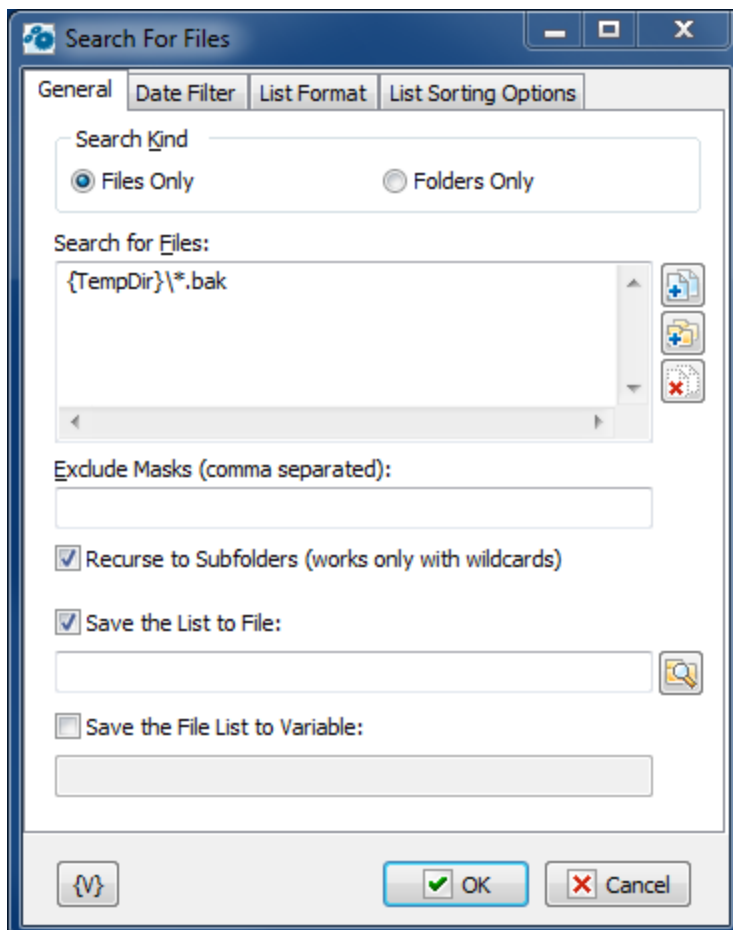 Search For Files
General Date Filter List Format List Sorting Options
Search Kind
Files Only Folders Only
Search for Files:
{TempDir}\*.bak
Exclude Masks (comma separated):
Recurse to Subfolders (works only with wildcards)
Save the List to File:
Save the File List to Variable:
{V} OK Cancel